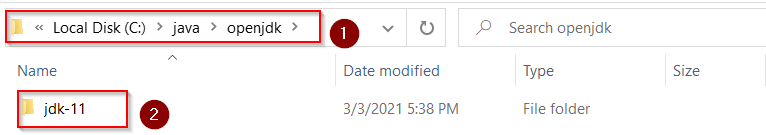 « Local Disk (C:) > java > openjdk > 1 Search openjdk
Name Date modified Type Size
jdk-11 2 3/3/2021 5:38 PM File folder